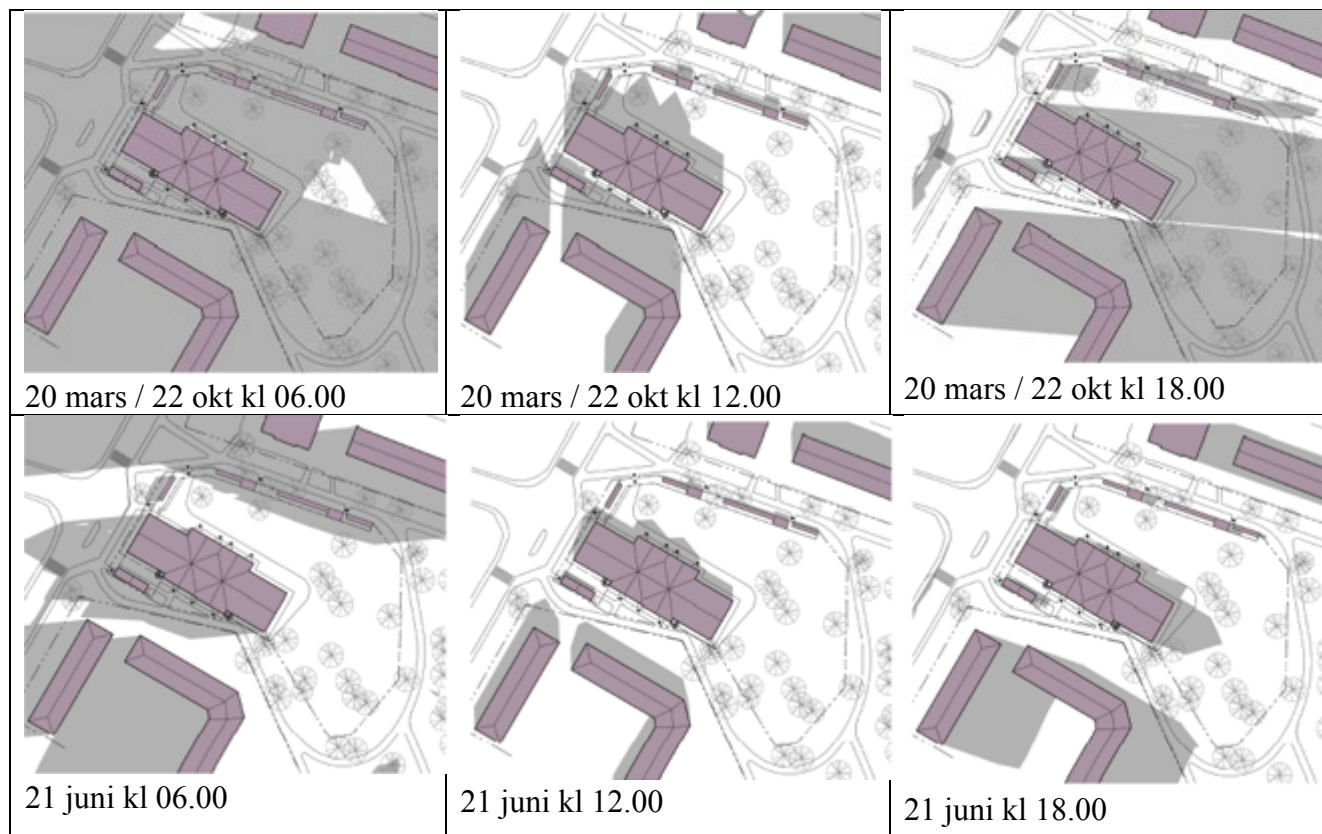 20 mars / 22 okt kl 06.00
20 mars / 22 okt kl 12.00
20 mars / 22 okt kl 18.00
21 juni kl 06.00
21 juni kl 12.00
21 juni kl 18.00